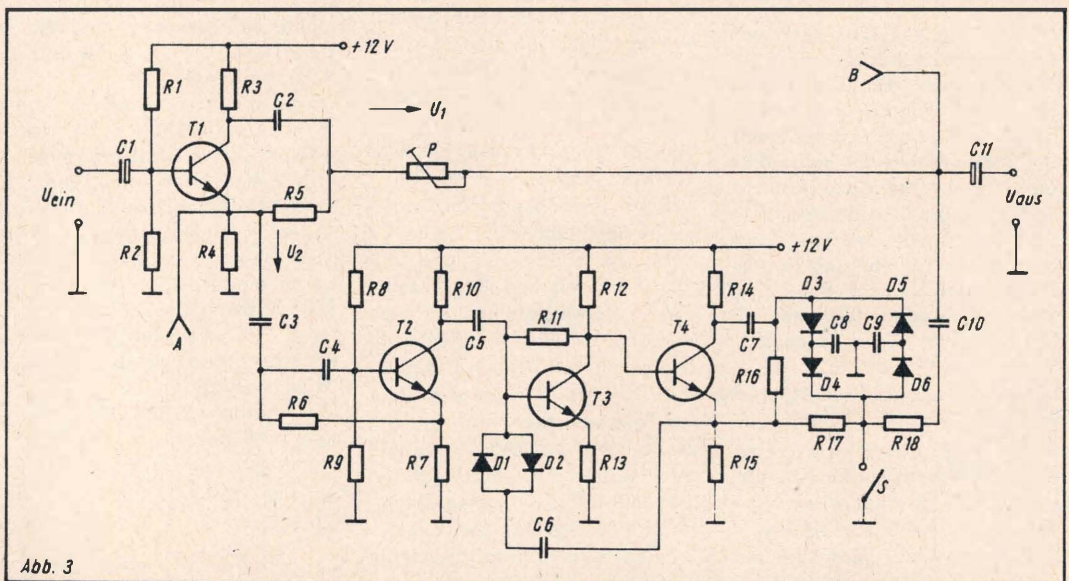 +12V
B
R1
R3
C2
U1
T1
P
C1
C11
Uein
R5
Uaus
R2
R4
U2
+12V
A
R8
R10
R12
R14
D3
D5
C3
T2
C5
R11
T4
C7
C8
C9
C10
C4
R16
D4
D6
R6
T3
R17
R18
R9
R7
D1
D2
R13
R15
S
C6
Abb. 3